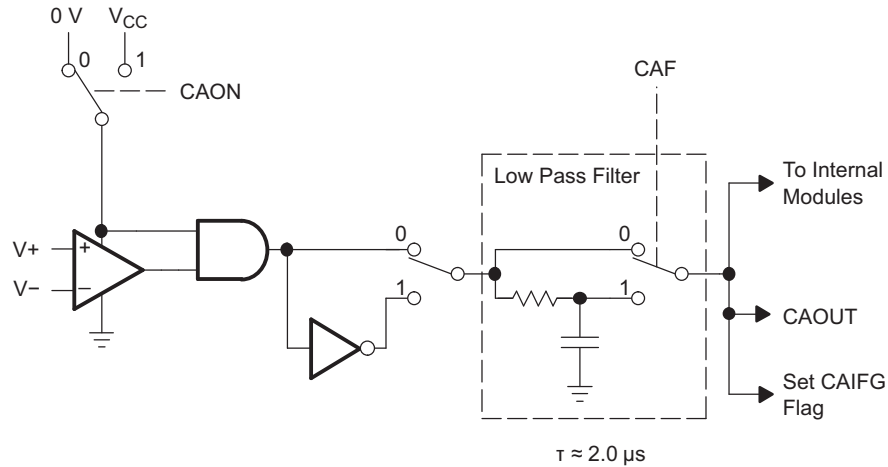 0 V
VCC
0
1
CAON
CAF
Low Pass Filter
To Internal
Modules
V+
+
V−
−
0
1
0
1
CAOUT
Set CAIFG
Flag
τ ≈ 2.0 μs